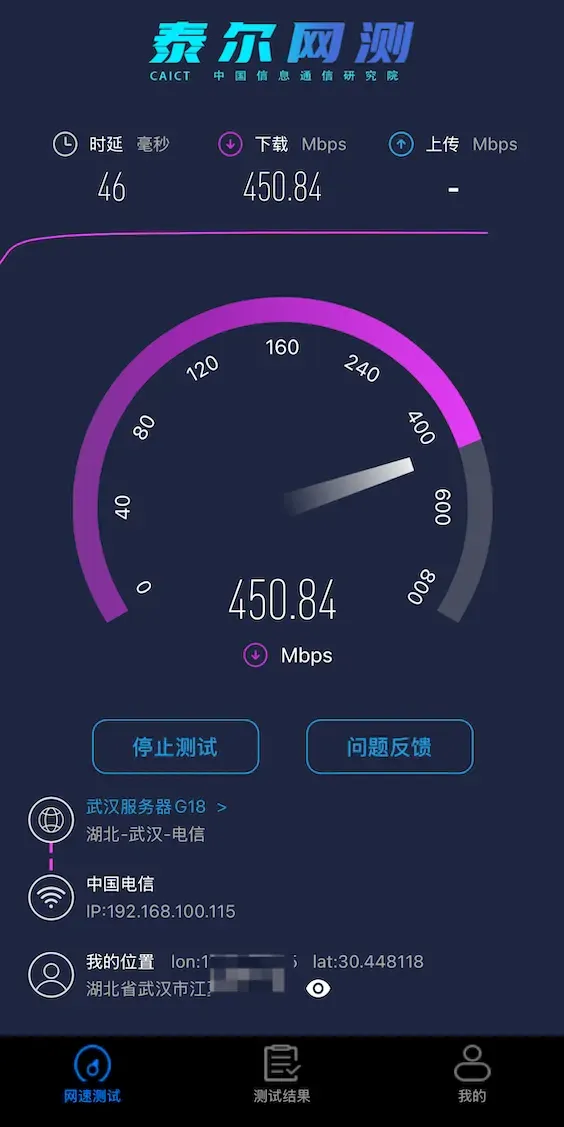 泰尔网测
CAICT 中国信息通信研究院
时延 毫秒 下载 Mbps 上传 Mbps
46 450.84 -
0 40 80 120 160 240 400 600 800
450.84
Mbps
停止测试 问题反馈
武汉服务器G18 >
湖北-武汉-电信
中国电信
IP:192.168.100.115
我的位置 lon:1 5 lat:30.448118
湖北省武汉市江
网速测试 测试结果 我的